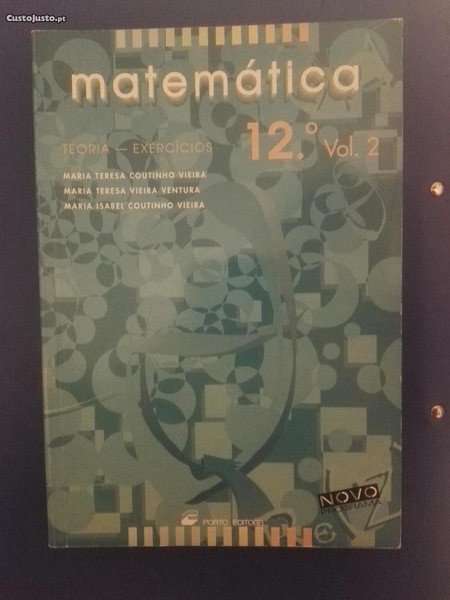 CustoJusto.pt
matemática
TEORIA — EXERCÍCIOS 12.º Vol. 2
MARIA TERESA COUTINHO VIEIRA
MARIA TERESA VIEIRA VENTURA
MARIA ISABEL COUTINHO VIEIRA
NOVO
PROGRAMA
PORTO EDITORA